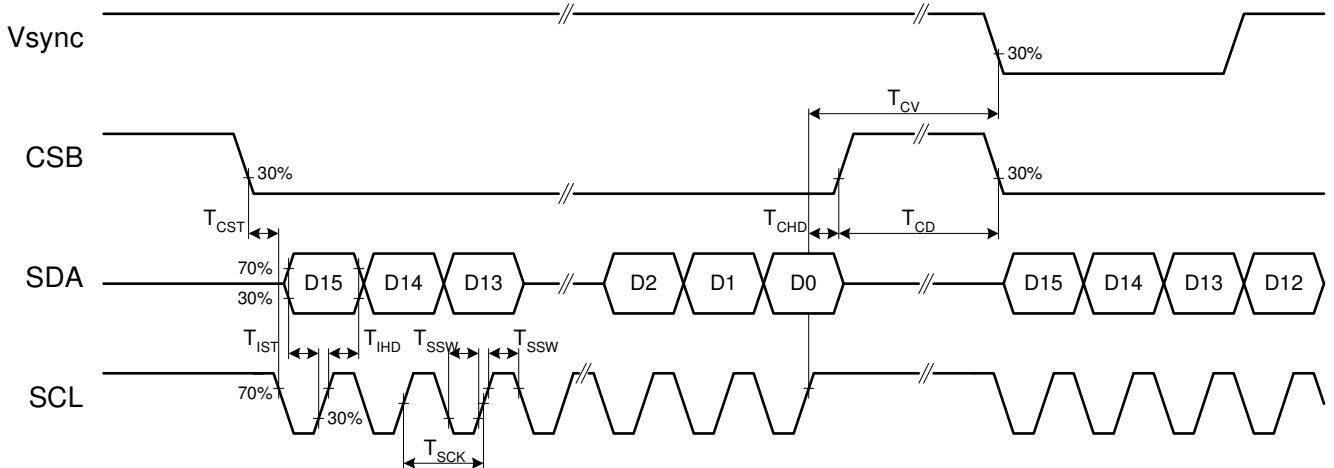 Vsync
30%
T_CV
CSB
30%
30%
T_CST
T_CHD
T_CD
SDA
70%
30%
D15
D14
D13
D2
D1
D0
D15
D14
D13
D12
T_IST
T_IHD
T_SSW
T_SSW
SCL
70%
30%
T_SCK